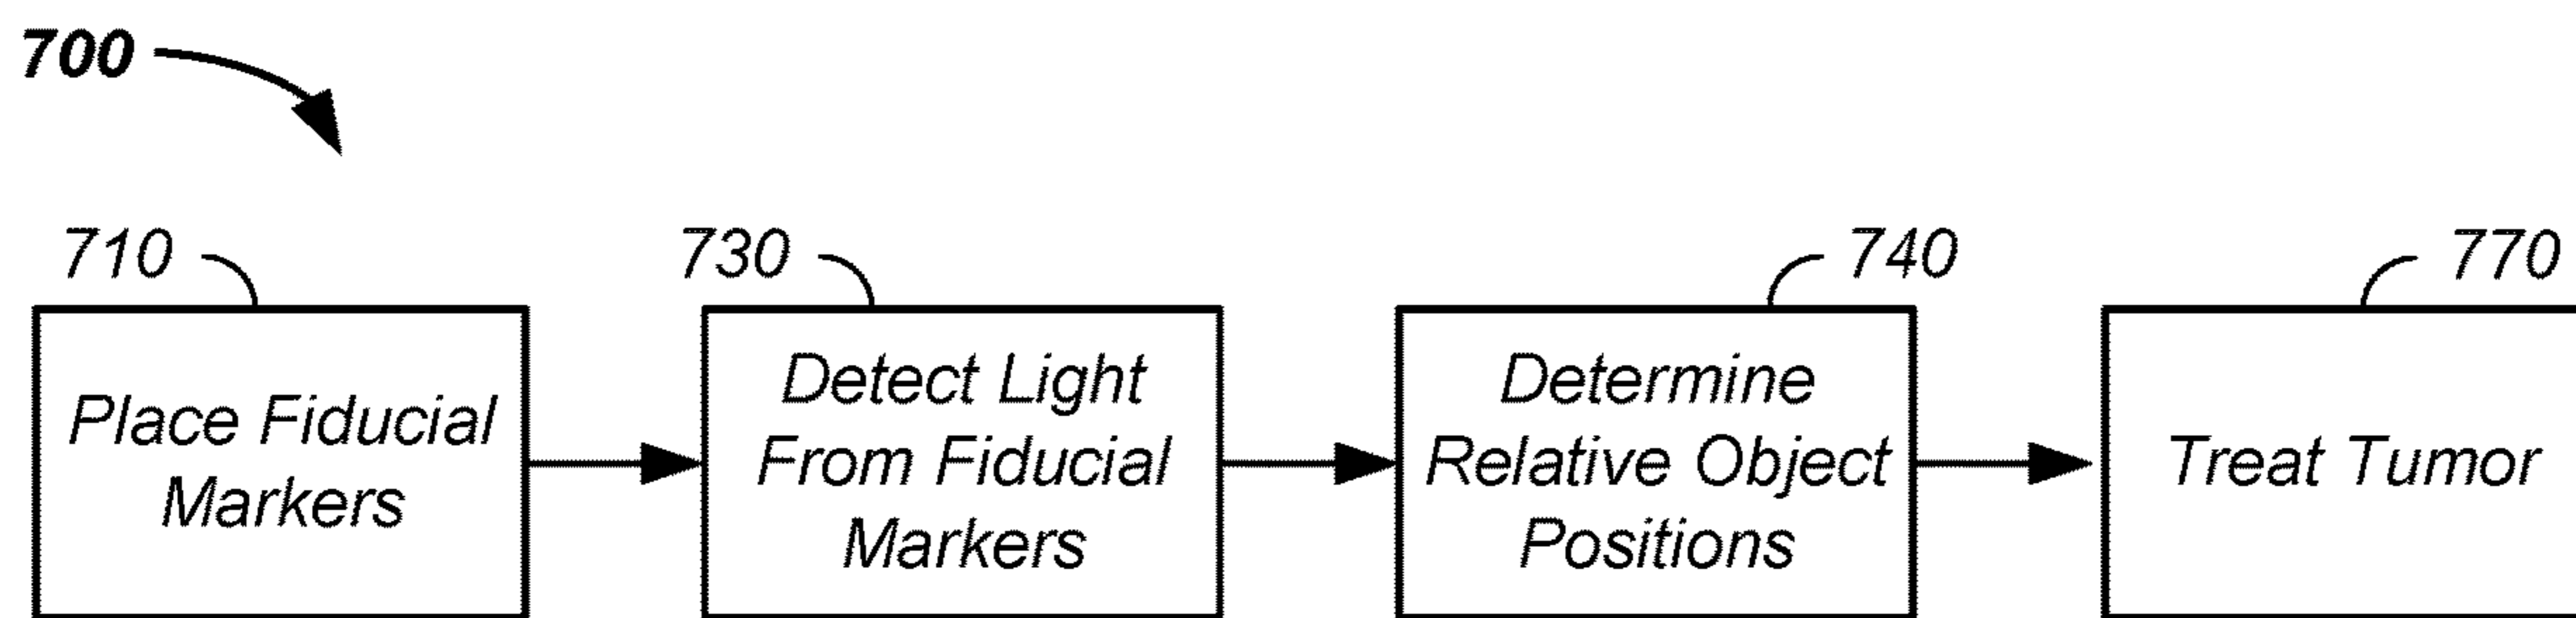 700
710
730
740
770
Place Fiducial
Markers
Detect Light
From Fiducial
Markers
Determine
Relative Object
Positions
Treat Tumor